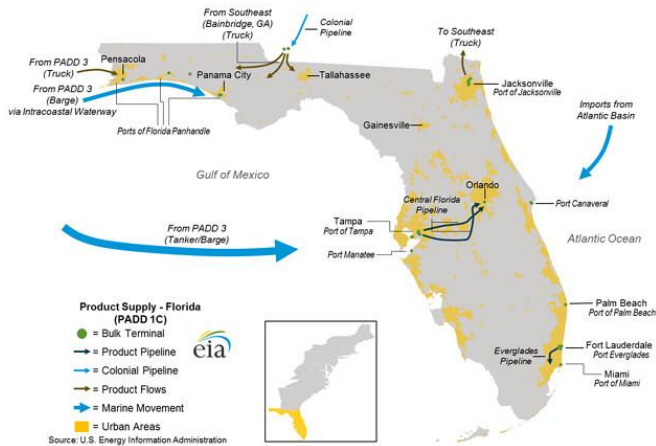 From Southeast
(Bainbridge, GA)
(Truck)
Colonial
Pipeline
To Southeast
(Truck)
From PADD 3
(Truck)
Pensacola
Panama City
Tallahassee
Jacksonville
Port of Jacksonville
From PADD 3
(Barge)
via Intracoastal Waterway
Ports of Florida Panhandle
Imports from
Atlantic Basin
Gainesville
Gulf of Mexico
Orlando
Central Florida
Pipeline
Port Canaveral
From PADD 3
(Tanker/Barge)
Tampa
Port of Tampa
Port Manatee
Atlantic Ocean
Product Supply - Florida
(PADD 1C)
= Bulk Terminal
= Product Pipeline
= Colonial Pipeline
= Product Flows
= Marine Movement
= Urban Areas
eia
Source: U.S. Energy Information Administration
Palm Beach
Port of Palm Beach
Everglades
Pipeline
Fort Lauderdale
Port Everglades
Miami
Port of Miami